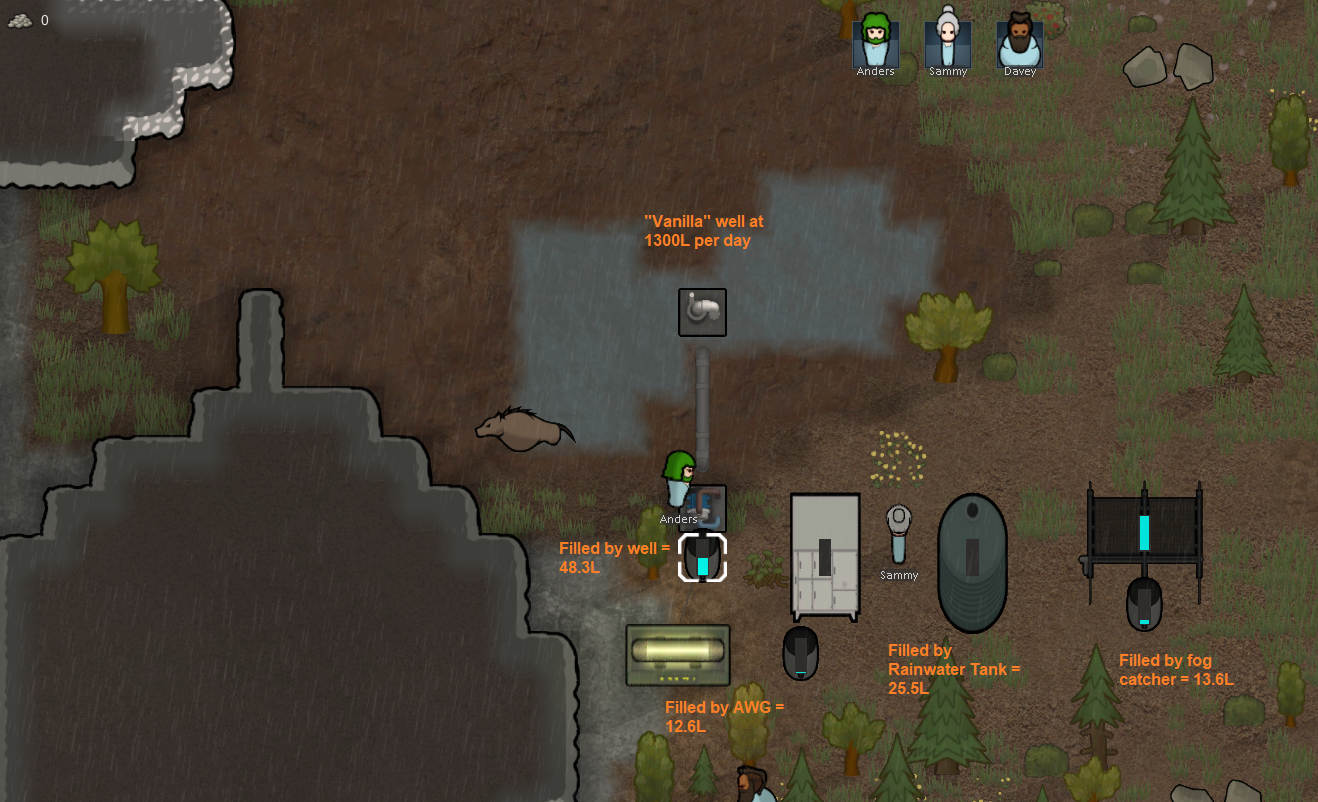 0
Anders
Sammy
Davey
"Vanilla" well at
1300L per day
Anders
Filled by well =
48.3L
Sammy
Filled by
Rainwater Tank =
25.5L
Filled by fog
catcher = 13.6L
Filled by AWG =
12.6L